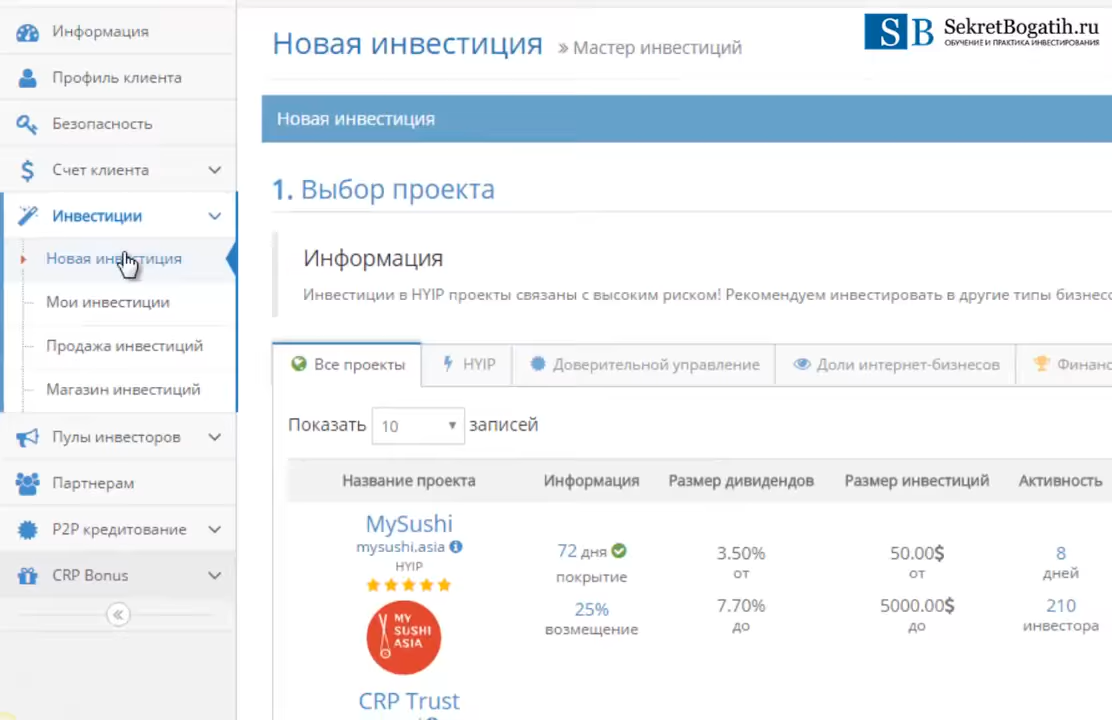 Информация
Профиль клиента
Безопасность
Счет клиента
Инвестиции
Новая инвестиция
Мои инвестиции
Продажа инвестиций
Магазин инвестиций
Пулы инвесторов
Партнерам
P2P кредитование
CRP Bonus
Новая инвестиция » Мастер инвестиций
SB SekretBogatih.ru
ОБУЧЕНИЕ И ПРАКТИКА ИНВЕСТИРОВАНИЯ
Новая инвестиция
1. Выбор проекта
Информация
Инвестиции в HYIP проекты связаны с высоким риском! Рекомендуем инвестировать в другие типы бизнесо
Все проекты HYIP Доверительной управление Доли интернет-бизнесов Финанс
Показать 10 записей
Название проекта Информация Размер дивидендов Размер инвестиций Активность
MySushi
mysushi.asia
HYIP
MY
SUSHI
ASIA
72 дня
покрытие
25%
возмещение
3.50%
от
7.70%
до
50.00$
от
5000.00$
до
8
дней
210
инвестора
CRP Trust